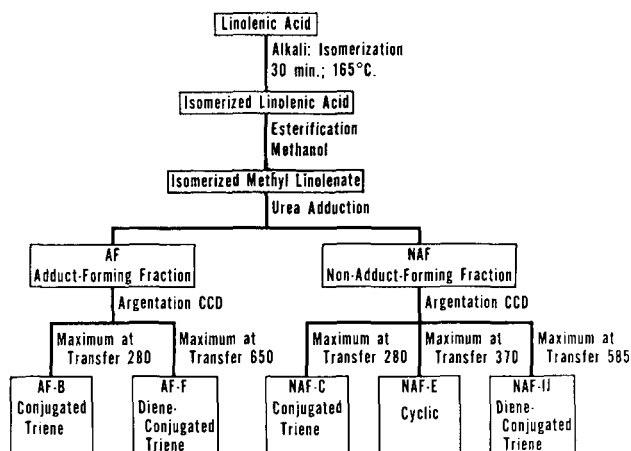 Linolenic Acid
Alkali: Isomerization
30 min.; 165°C.
Isomerized Linolenic Acid
Esterification
Methanol
Isomerized Methyl Linolenate
Urea Adduction
AF
Adduct-Forming Fraction
NAF
Non-Adduct-Forming Fraction
Argentation CCD
Argentation CCD
Maximum at
Transfer 280
Maximum at
Transfer 650
Maximum at
Transfer 280
Maximum at
Transfer 370
Maximum at
Transfer 585
AF-B
Conjugated
Triene
AF-F
Diene-
Conjugated
Triene
NAF-C
Conjugated
Triene
NAF-E
Cyclic
Diene-
Conjugated
Triene